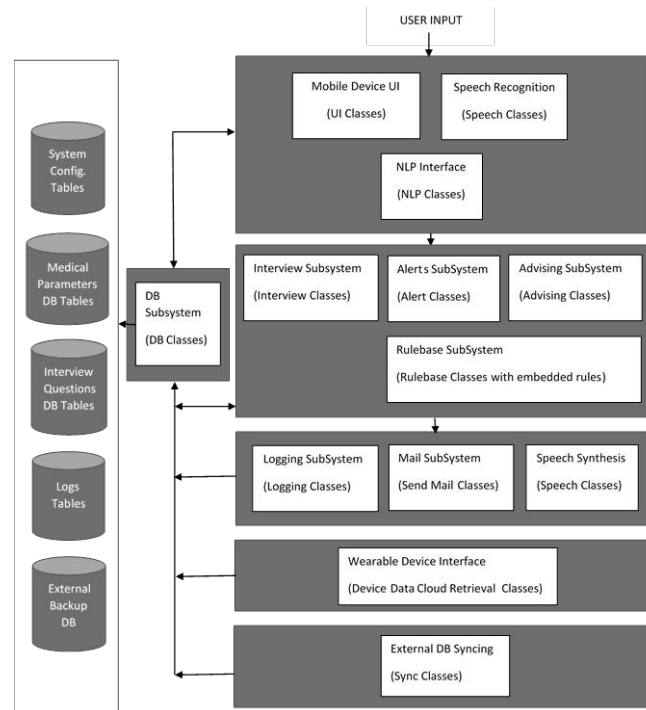 USER INPUT
Mobile Device UI
(UI Classes)
Speech Recognition
(Speech Classes)
NLP Interface
(NLP Classes)
System
Config.
Tables
Medical
Parameters
DB Tables
Interview
Questions
DB Tables
Logs
Tables
External
Backup
DB
DB
Subsystem
(DB Classes)
Interview Subsystem
(Interview Classes)
Alerts SubSystem
(Alert Classes)
Advising SubSystem
(Advising Classes)
Rulebase SubSystem
(Rulebase Classes with embedded rules)
Logging SubSystem
(Logging Classes)
Mail SubSystem
(Send Mail Classes)
Speech Synthesis
(Speech Classes)
Wearable Device Interface
(Device Data Cloud Retrieval Classes)
External DB Syncing
(Sync Classes)